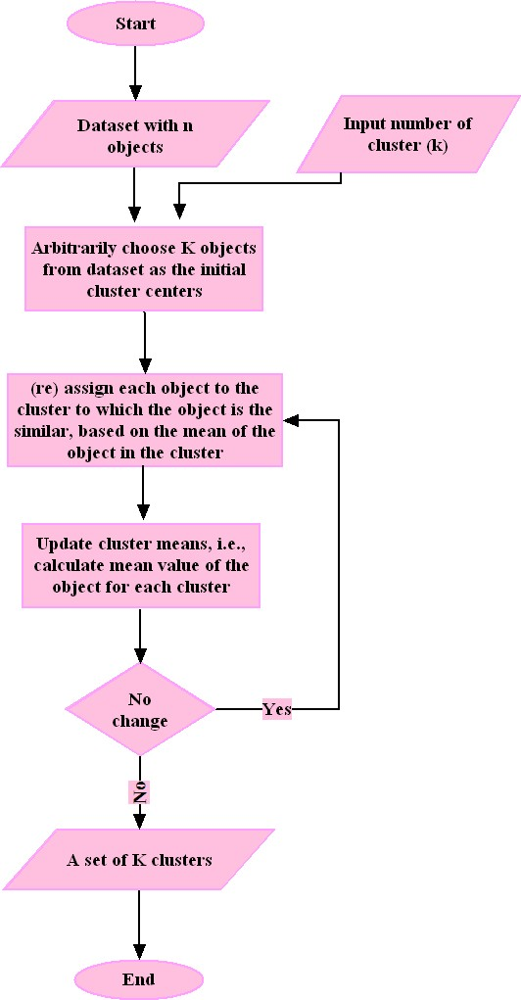 Start
Dataset with n
objects
Input number of
cluster (k)
Arbitrarily choose K objects
from dataset as the initial
cluster centers
(re) assign each object to the
cluster to which the object is the
similar, based on the mean of the
object in the cluster
Update cluster means, i.e.,
calculate mean value of the
object for each cluster
No
change
Yes
No
A set of K clusters
End